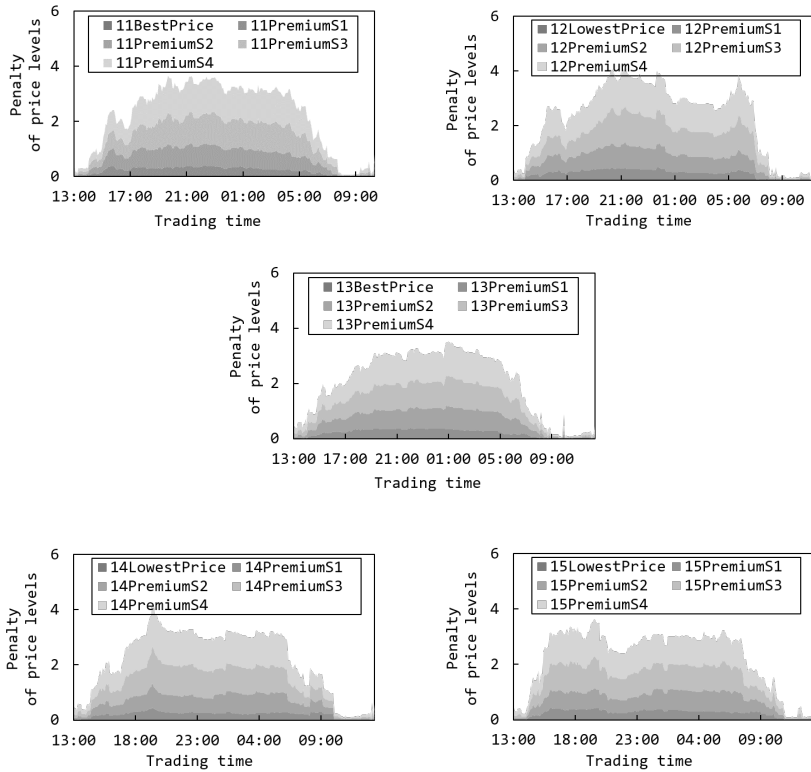 6
11BestPrice 11PremiumS1
11PremiumS2 11PremiumS3
11PremiumS4
4
2
0
Penalty
of price levels
13:00 17:00 21:00 01:00 05:00 09:00
Trading time
6
12LowestPrice 12PremiumS1
12PremiumS2 12PremiumS3
12PremiumS4
4
2
0
Penalty
of price levels
13:00 17:00 21:00 01:00 05:00 09:00
Trading time
6
13BestPrice 13PremiumS1
13PremiumS2 13PremiumS3
13PremiumS4
4
2
0
Penalty
of price levels
13:00 17:00 21:00 01:00 05:00 09:00
Trading time
6
14LowestPrice 14PremiumS1
14PremiumS2 14PremiumS3
14PremiumS4
4
2
0
Penalty
of price levels
13:00 18:00 23:00 04:00 09:00
Trading time
6
15LowestPrice 15PremiumS1
15PremiumS2 15PremiumS3
15PremiumS4
4
2
0
Penalty
of price levels
13:00 18:00 23:00 04:00 09:00
Trading time